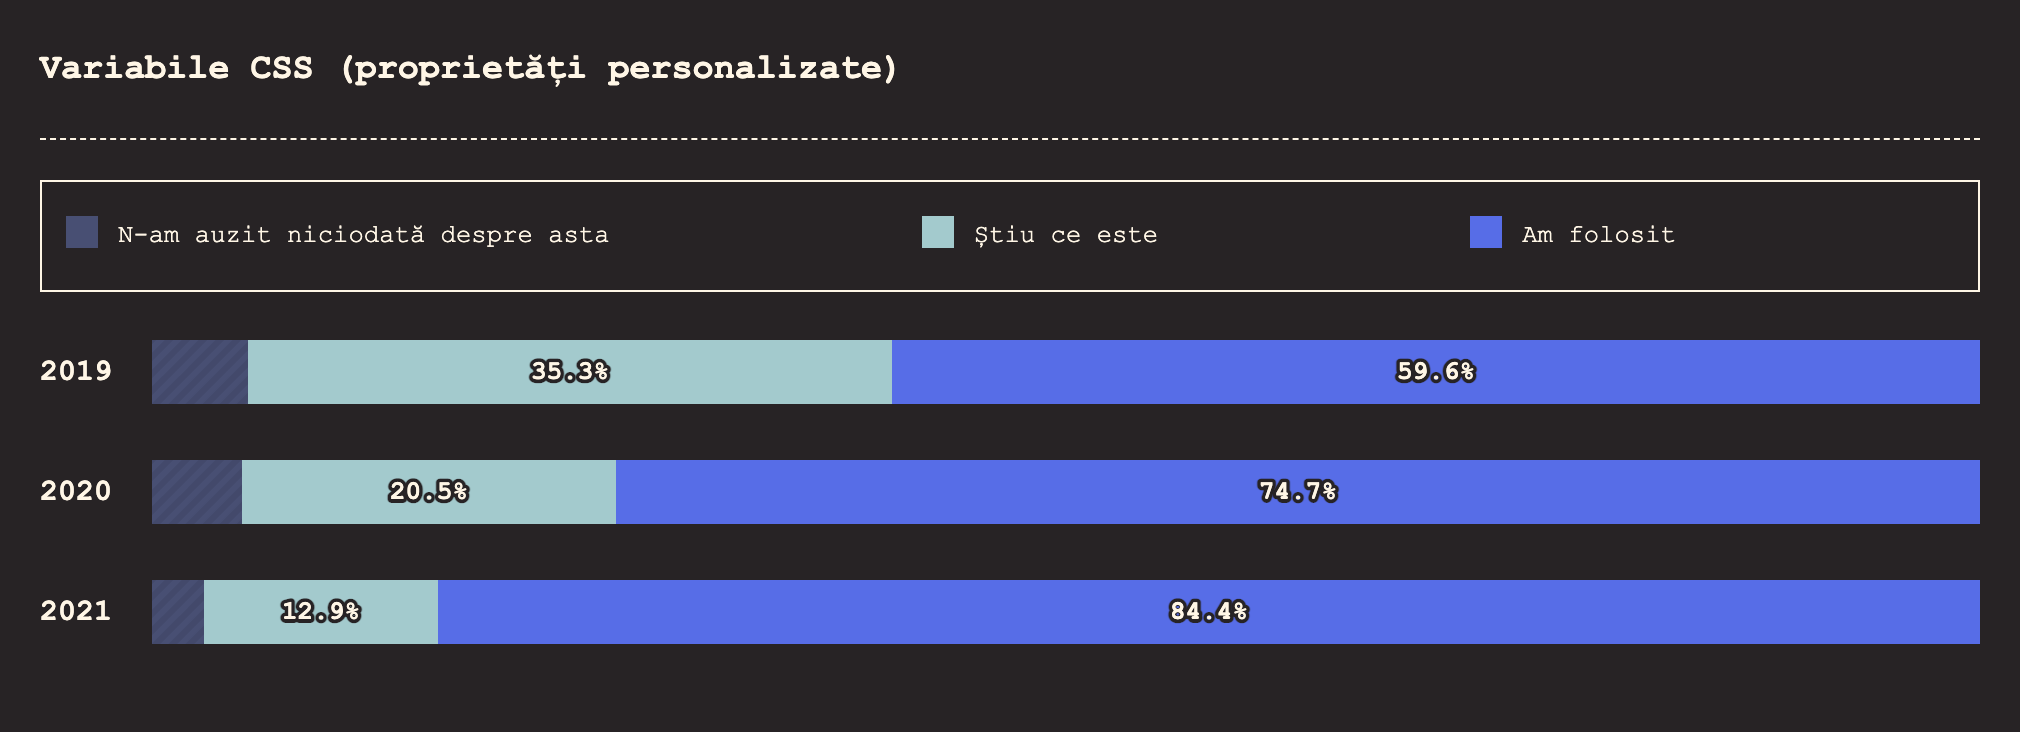 Variabile CSS (proprietăți personalizate)
N-am auzit niciodată despre asta
Știu ce este
Am folosit
2019 35.3% 59.6%
2020 20.5% 74.7%
2021 12.9% 84.4%